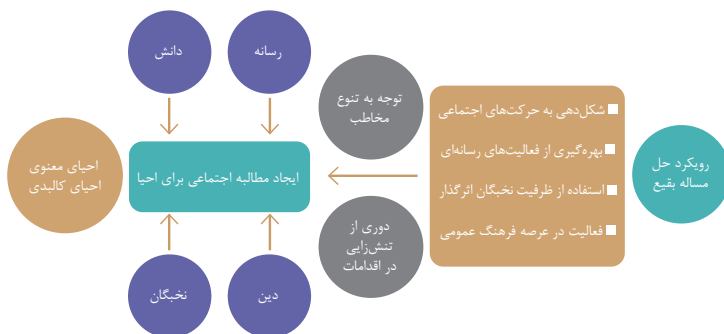 رویکرد حل
مساله بقیع
شکل‌دهی به حرکت‌های اجتماعی
بهره‌گیری از فعالیت‌های رسانه‌ای
استفاده از ظرفیت نخبگان اثرگذار
فعالیت در عرصه فرهنگ عمومی
توجه به تنوع
مخاطب
دوری از
تنش‌زایی
در اقدامات
رسانه
دانش
ایجاد مطالبه اجتماعی برای احیا
دین
نخبگان
احیای معنوی
احیای کالبدی